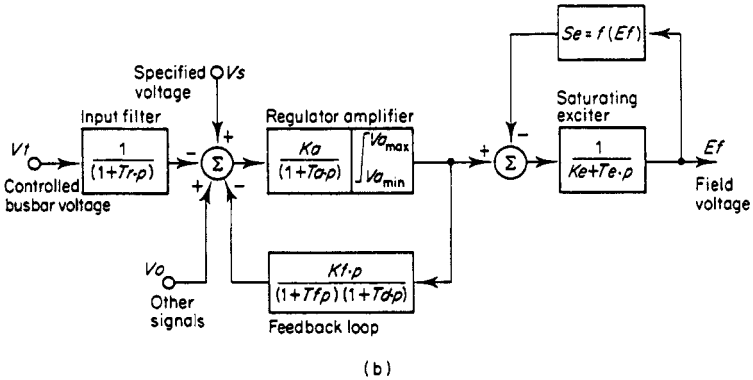 Se = f(Ef)
Specified voltage
Vs
Saturating exciter
Input filter
Regulator amplifier
Vt
1
(1+Tr·p)
−
+
Σ
+
−
Ka
(1+Ta·p)
∫
Va max
Va min
+
−
Σ
1
Ke+Te·p
Ef
Controlled busbar voltage
Field voltage
Vo
Other signals
Kf·p
(1+Tfp)(1+Td·p)
Feedback loop
(b)